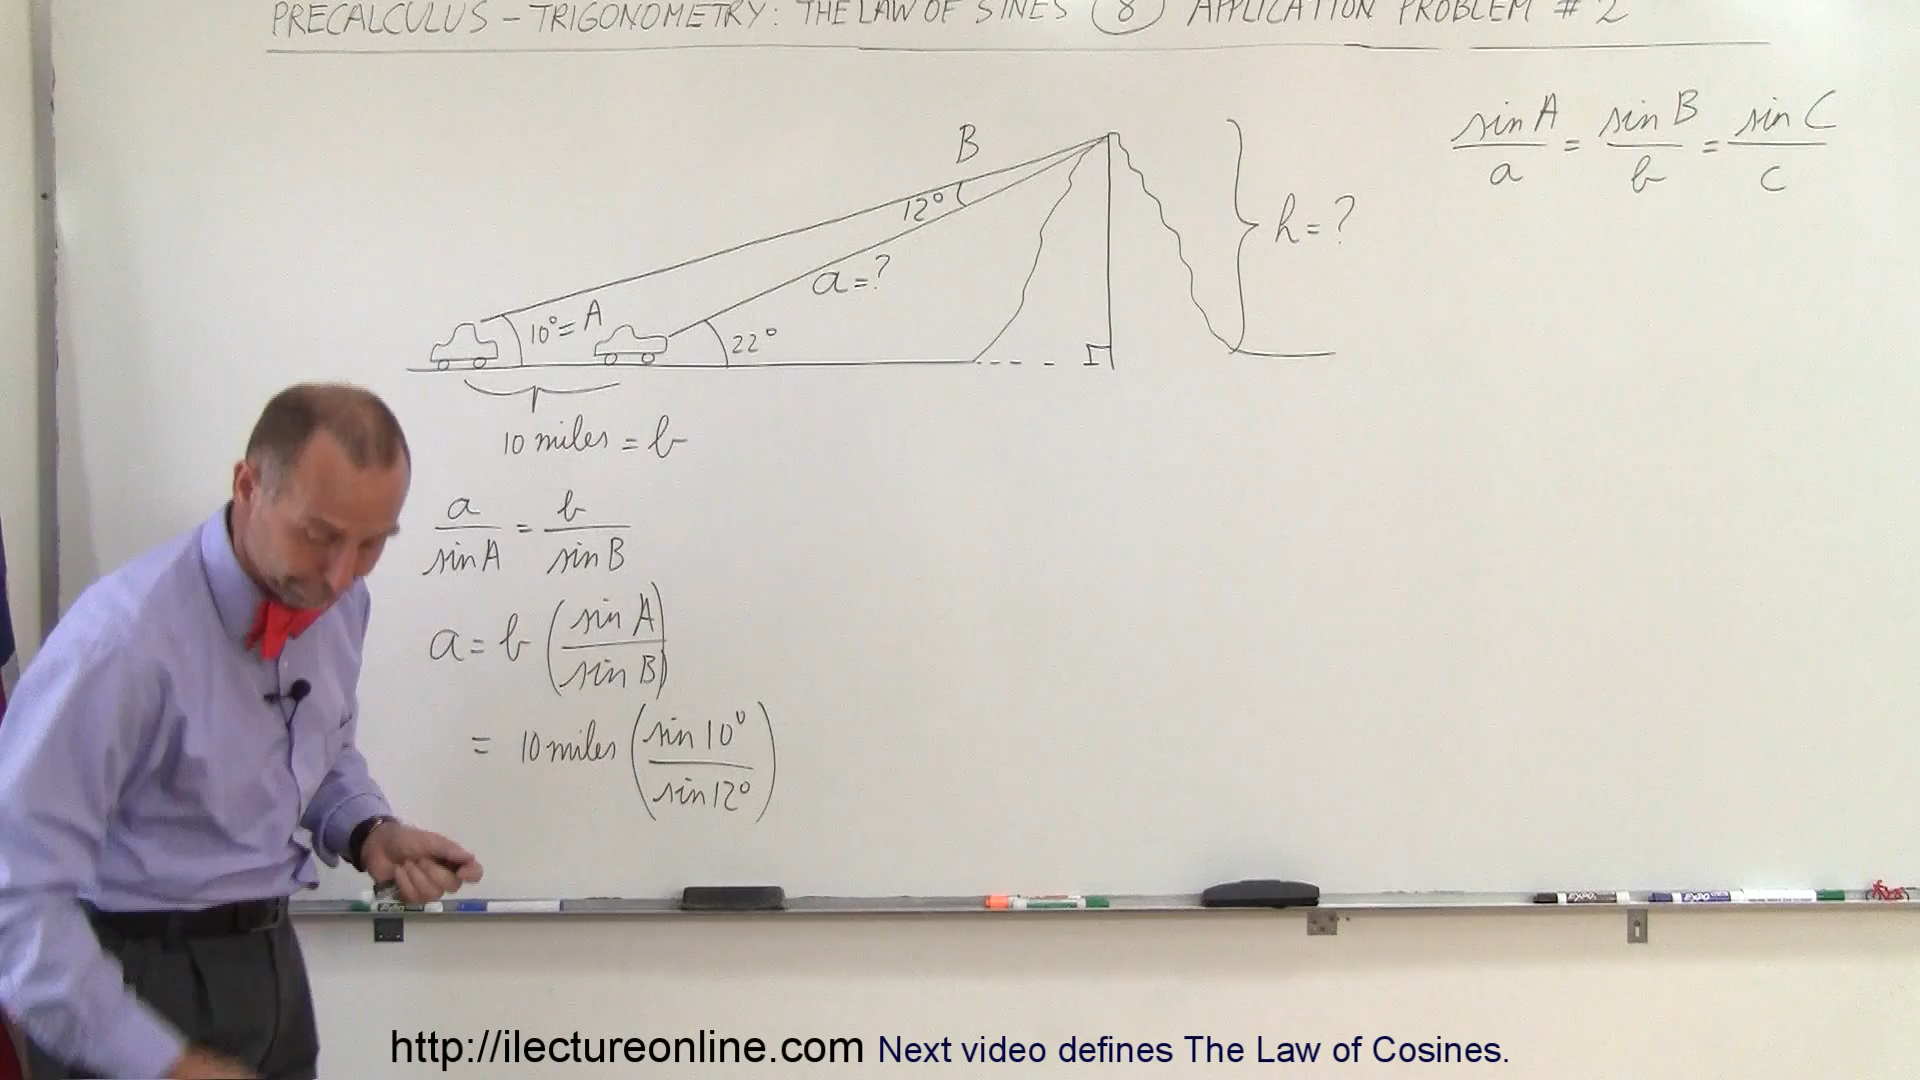 PRECALCULUS – TRIGONOMETRY: THE LAW OF SINES 8 APPLICATION PROBLEM # 2
sin A / a = sin B / b = sin C / c
B
12°
h = ?
a = ?
10° = A
22°
10 miles = b
a / sin A = b / sin B
a = b ( sin A / sin B )
= 10 miles ( sin 10° / sin 12° )
EXPO EXPO
http://ilectureonline.com Next video defines The Law of Cosines.